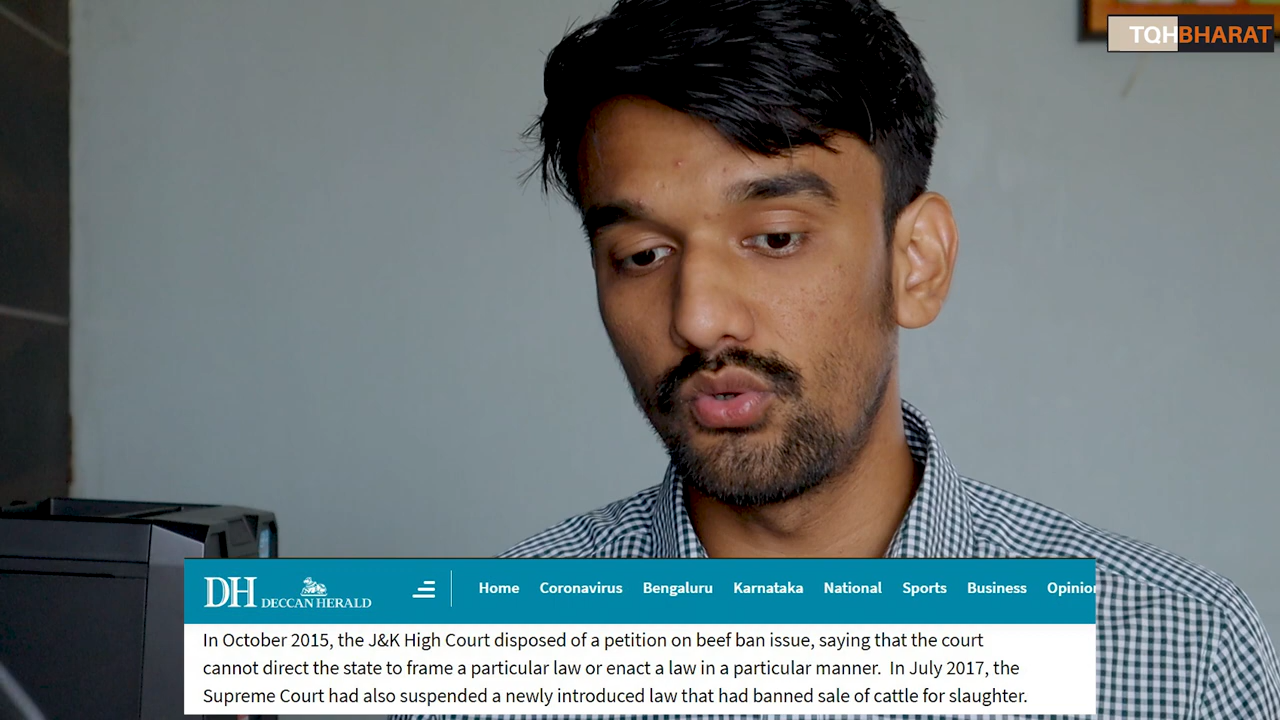 TQHBHARAT
DH DECCAN HERALD Home Coronavirus Bengaluru Karnataka National Sports Business Opinion
In October 2015, the J&K High Court disposed of a petition on beef ban issue, saying that the court
cannot direct the state to frame a particular law or enact a law in a particular manner. In July 2017, the
Supreme Court had also suspended a newly introduced law that had banned sale of cattle for slaughter.